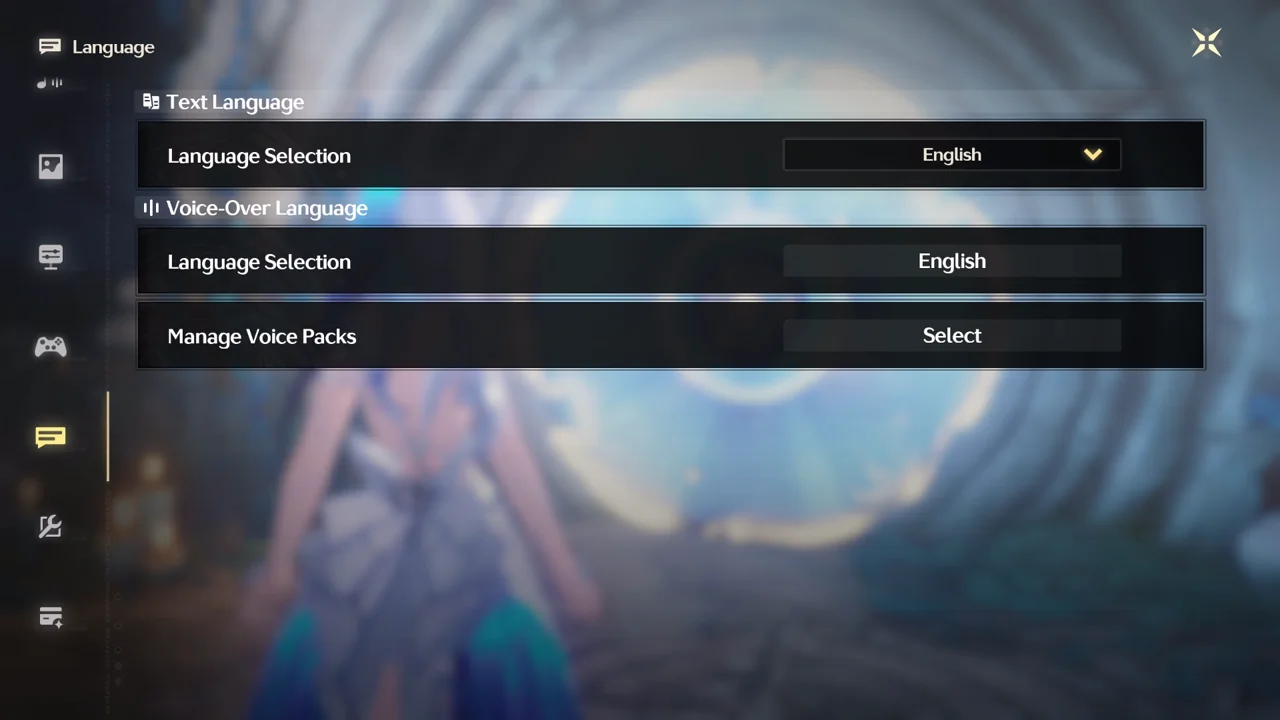 Language
Text Language
Language Selection
English
Voice-Over Language
Language Selection
English
Manage Voice Packs
Select